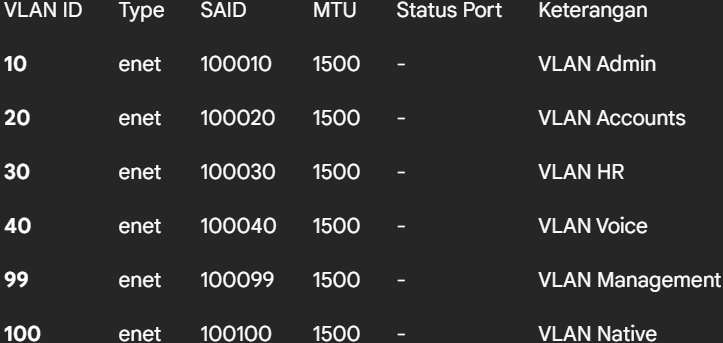 VLAN ID Type SAID MTU Status Port Keterangan
10 enet 100010 1500 - VLAN Admin
20 enet 100020 1500 - VLAN Accounts
30 enet 100030 1500 - VLAN HR
40 enet 100040 1500 - VLAN Voice
99 enet 100099 1500 - VLAN Management
100 enet 100100 1500 - VLAN Native